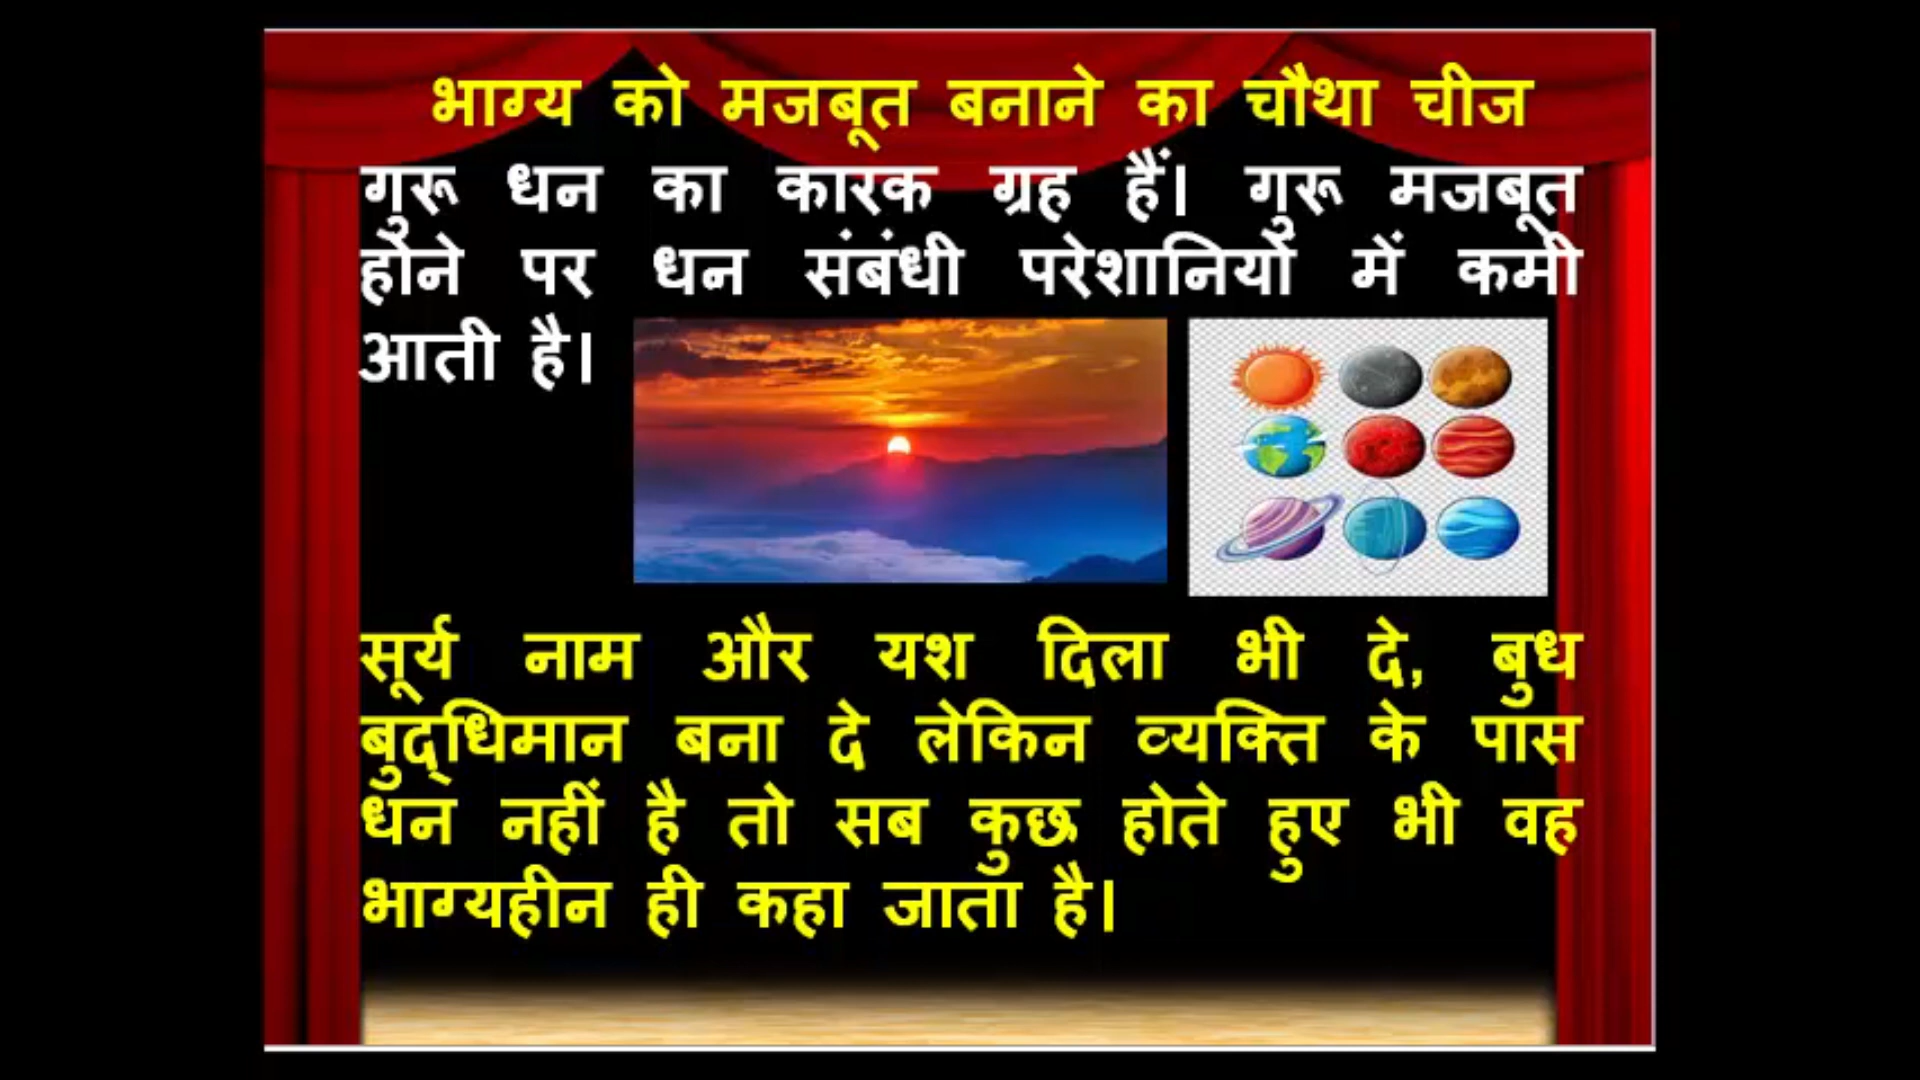 भाग्य को मजबूत बनाने का चौथा चीज
गुरू धन का कारक ग्रह हैं। गुरू मजबूत
होने पर धन संबंधी परेशानियों में कमी
आती है।
सूर्य नाम और यश दिला भी दे, बुध
बुद्धिमान बना दे लेकिन व्यक्ति के पास
धन नहीं है तो सब कुछ होते हुए भी वह
भाग्यहीन ही कहा जाता है।